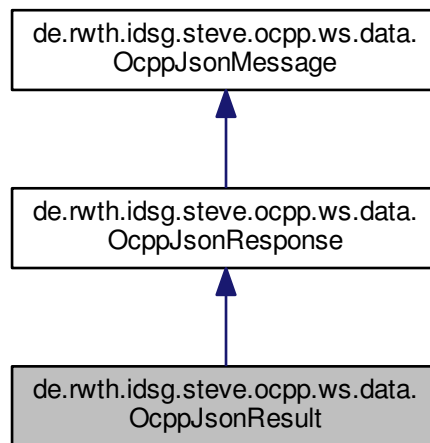 de.rwth.idsg.steve.ocpp.ws.data.
OcppJsonMessage
de.rwth.idsg.steve.ocpp.ws.data.
OcppJsonResponse
de.rwth.idsg.steve.ocpp.ws.data.
OcppJsonResult